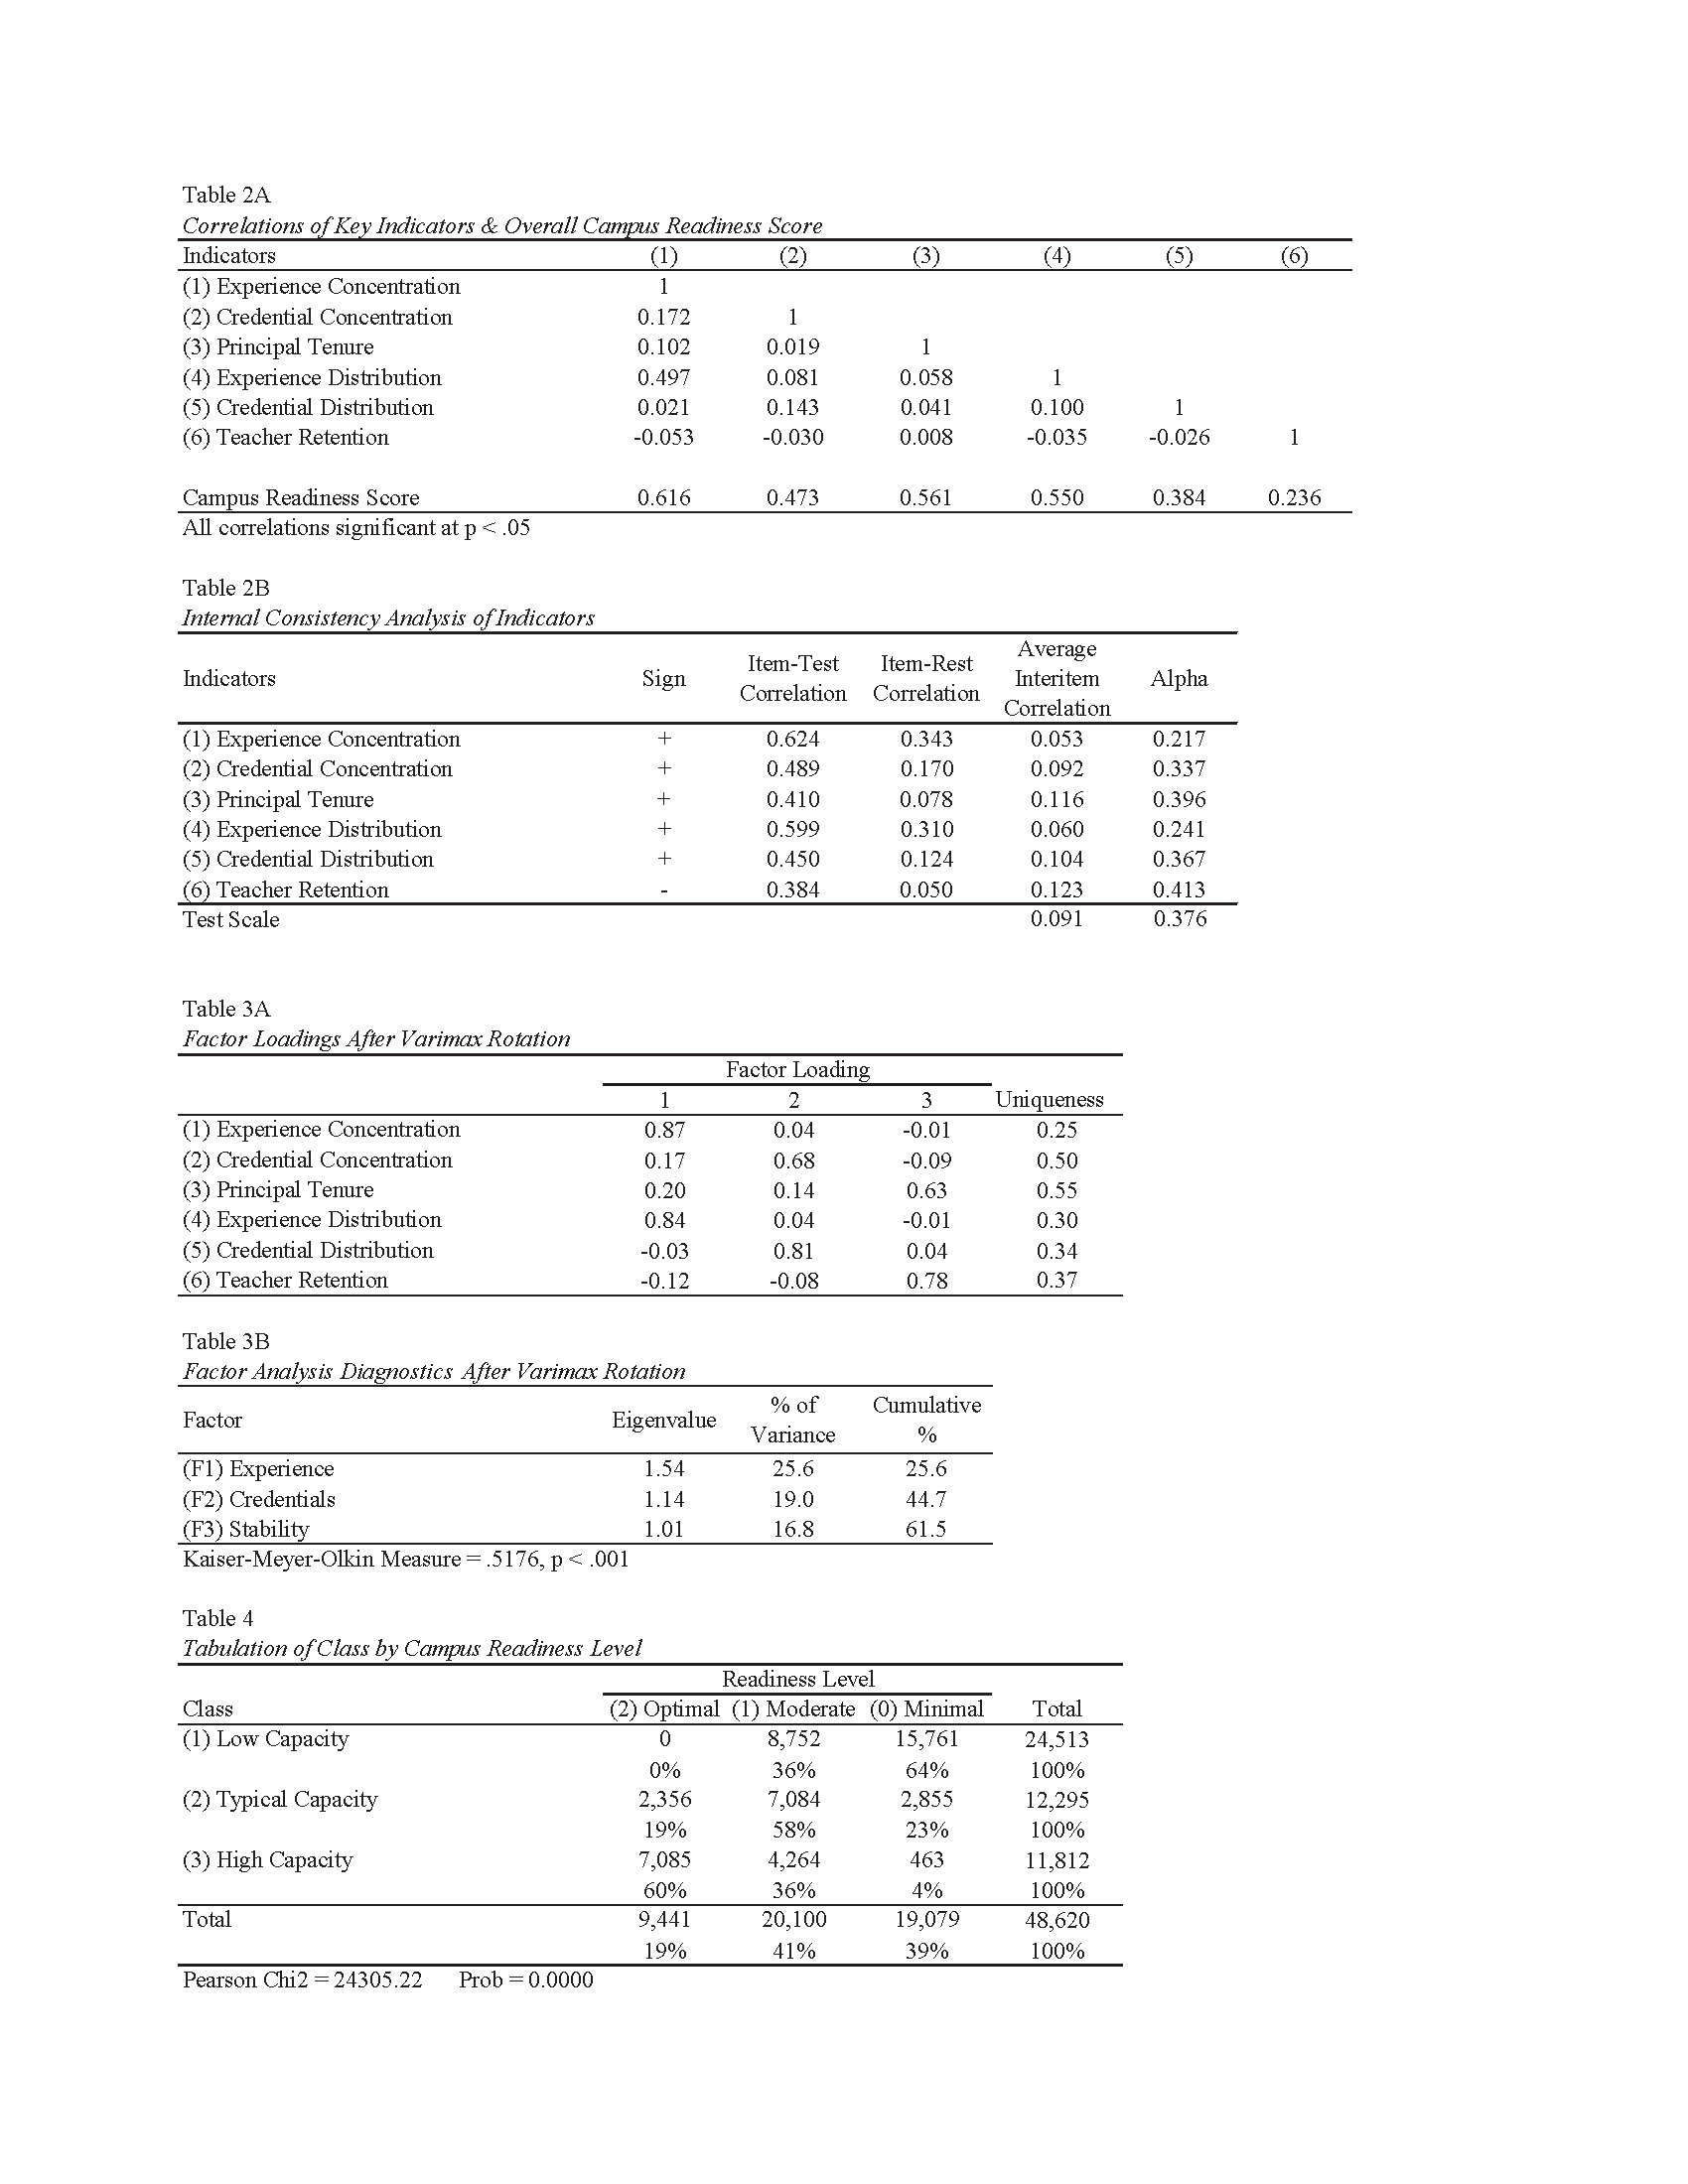 Table 2A
Correlations of Key Indicators & Overall Campus Readiness Score
Indicators (1) (2) (3) (4) (5) (6)
(1) Experience Concentration 1
(2) Credential Concentration 0.172 1
(3) Principal Tenure 0.102 0.019 1
(4) Experience Distribution 0.497 0.081 0.058 1
(5) Credential Distribution 0.021 0.143 0.041 0.100 1
(6) Teacher Retention -0.053 -0.030 0.008 -0.035 -0.026 1
Campus Readiness Score 0.616 0.473 0.561 0.550 0.384 0.236
All correlations significant at p < .05
Table 2B
Internal Consistency Analysis of Indicators
Indicators Sign Item-Test Correlation Item-Rest Correlation Average Interitem Correlation Alpha
(1) Experience Concentration + 0.624 0.343 0.053 0.217
(2) Credential Concentration + 0.489 0.170 0.092 0.337
(3) Principal Tenure + 0.410 0.078 0.116 0.396
(4) Experience Distribution + 0.599 0.310 0.060 0.241
(5) Credential Distribution + 0.450 0.124 0.104 0.367
(6) Teacher Retention - 0.384 0.050 0.123 0.413
Test Scale 0.091 0.376
Table 3A
Factor Loadings After Varimax Rotation
Factor Loading
1 2 3 Uniqueness
(1) Experience Concentration 0.87 0.04 -0.01 0.25
(2) Credential Concentration 0.17 0.68 -0.09 0.50
(3) Principal Tenure 0.20 0.14 0.63 0.55
(4) Experience Distribution 0.84 0.04 -0.01 0.30
(5) Credential Distribution -0.03 0.81 0.04 0.34
(6) Teacher Retention -0.12 -0.08 0.78 0.37
Table 3B
Factor Analysis Diagnostics After Varimax Rotation
Factor Eigenvalue % of Variance Cumulative %
(F1) Experience 1.54 25.6 25.6
(F2) Credentials 1.14 19.0 44.7
(F3) Stability 1.01 16.8 61.5
Kaiser-Meyer-Olkin Measure = .5176, p < .001
Table 4
Tabulation of Class by Campus Readiness Level
Readiness Level
Class (2) Optimal (1) Moderate (0) Minimal Total
(1) Low Capacity 0 8,752 15,761 24,513
0% 36% 64% 100%
(2) Typical Capacity 2,356 7,084 2,855 12,295
19% 58% 23% 100%
(3) High Capacity 7,085 4,264 463 11,812
60% 36% 4% 100%
Total 9,441 20,100 19,079 48,620
19% 41% 39% 100%
Pearson Chi2 = 24305.22 Prob = 0.0000